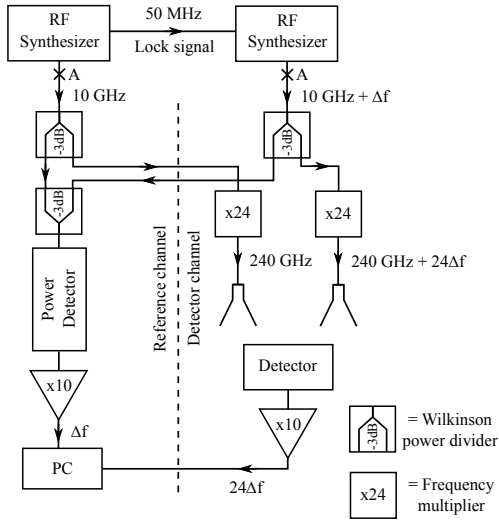 RF
Synthesizer
50 MHz
Lock signal
RF
Synthesizer
A
A
10 GHz
10 GHz + Δf
-3dB
-3dB
-3dB
x24
x24
240 GHz
240 GHz + 24Δf
Power
Detector
Reference channel
Detector channel
x10
Δf
PC
Detector
x10
24Δf
-3dB
= Wilkinson
power divider
x24
= Frequency
multiplier